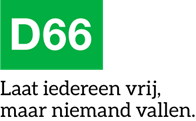 D66
Laat iedereen vrij,
maar niemand vallen.